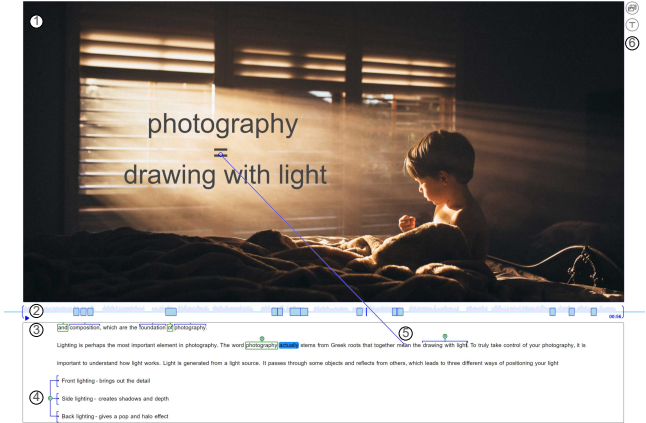 1
T
6
photography
=
drawing with light
2
00:56
3
and composition, which are the foundation of photography.
5
Lighting is perhaps the most important element in photography. The word photography actually stems from Greek roots that together mean the drawing with light. To truly take control of your photography, it is
important to understand how light works. Light is generated from a light source. It passes through some objects and reflects from others, which leads to three different ways of positioning your light
Front lighting - brings out the detail
4
Side lighting - creates shadows and depth
Back lighting - gives a pop and halo effect